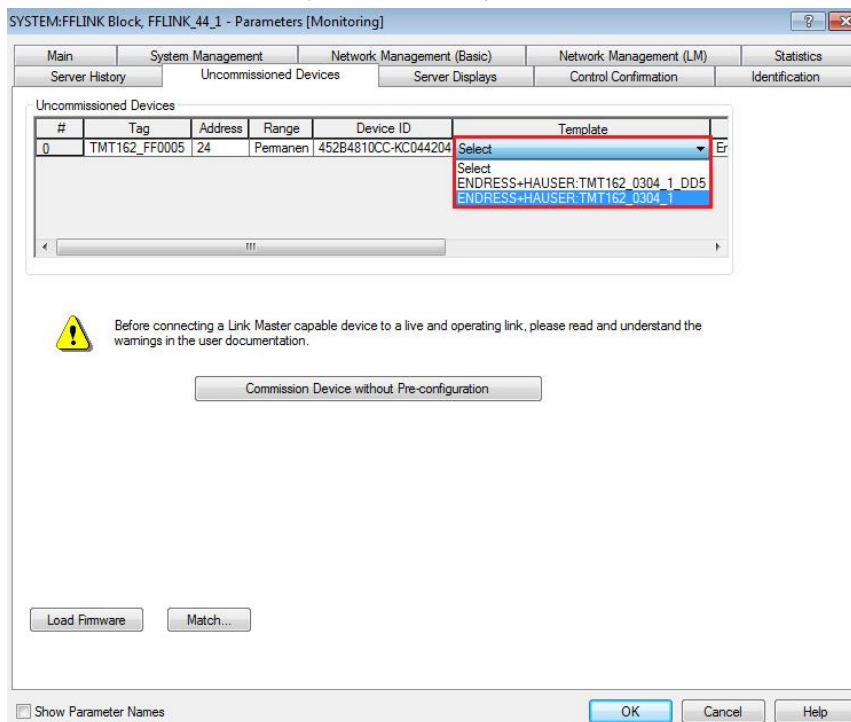 SYSTEM:FFLINK Block, FFLINK_44_1 - Parameters [Monitoring]
Main System Management Network Management (Basic) Network Management (LM) Statistics
Server History Uncommissioned Devices Server Displays Control Confirmation Identification
Uncommissioned Devices
# Tag Address Range Device ID Template
0 TMT162_FF0005 24 Permanen 452B4810CC-KC044204 Select Er
Select
ENDRESS+HAUSER:TMT162_0304_1_DD5
ENDRESS+HAUSER:TMT162_0304_1
Before connecting a Link Master capable device to a live and operating link, please read and understand the
warnings in the user documentation.
Commission Device without Pre-configuration
Load Firmware Match...
Show Parameter Names OK Cancel Help